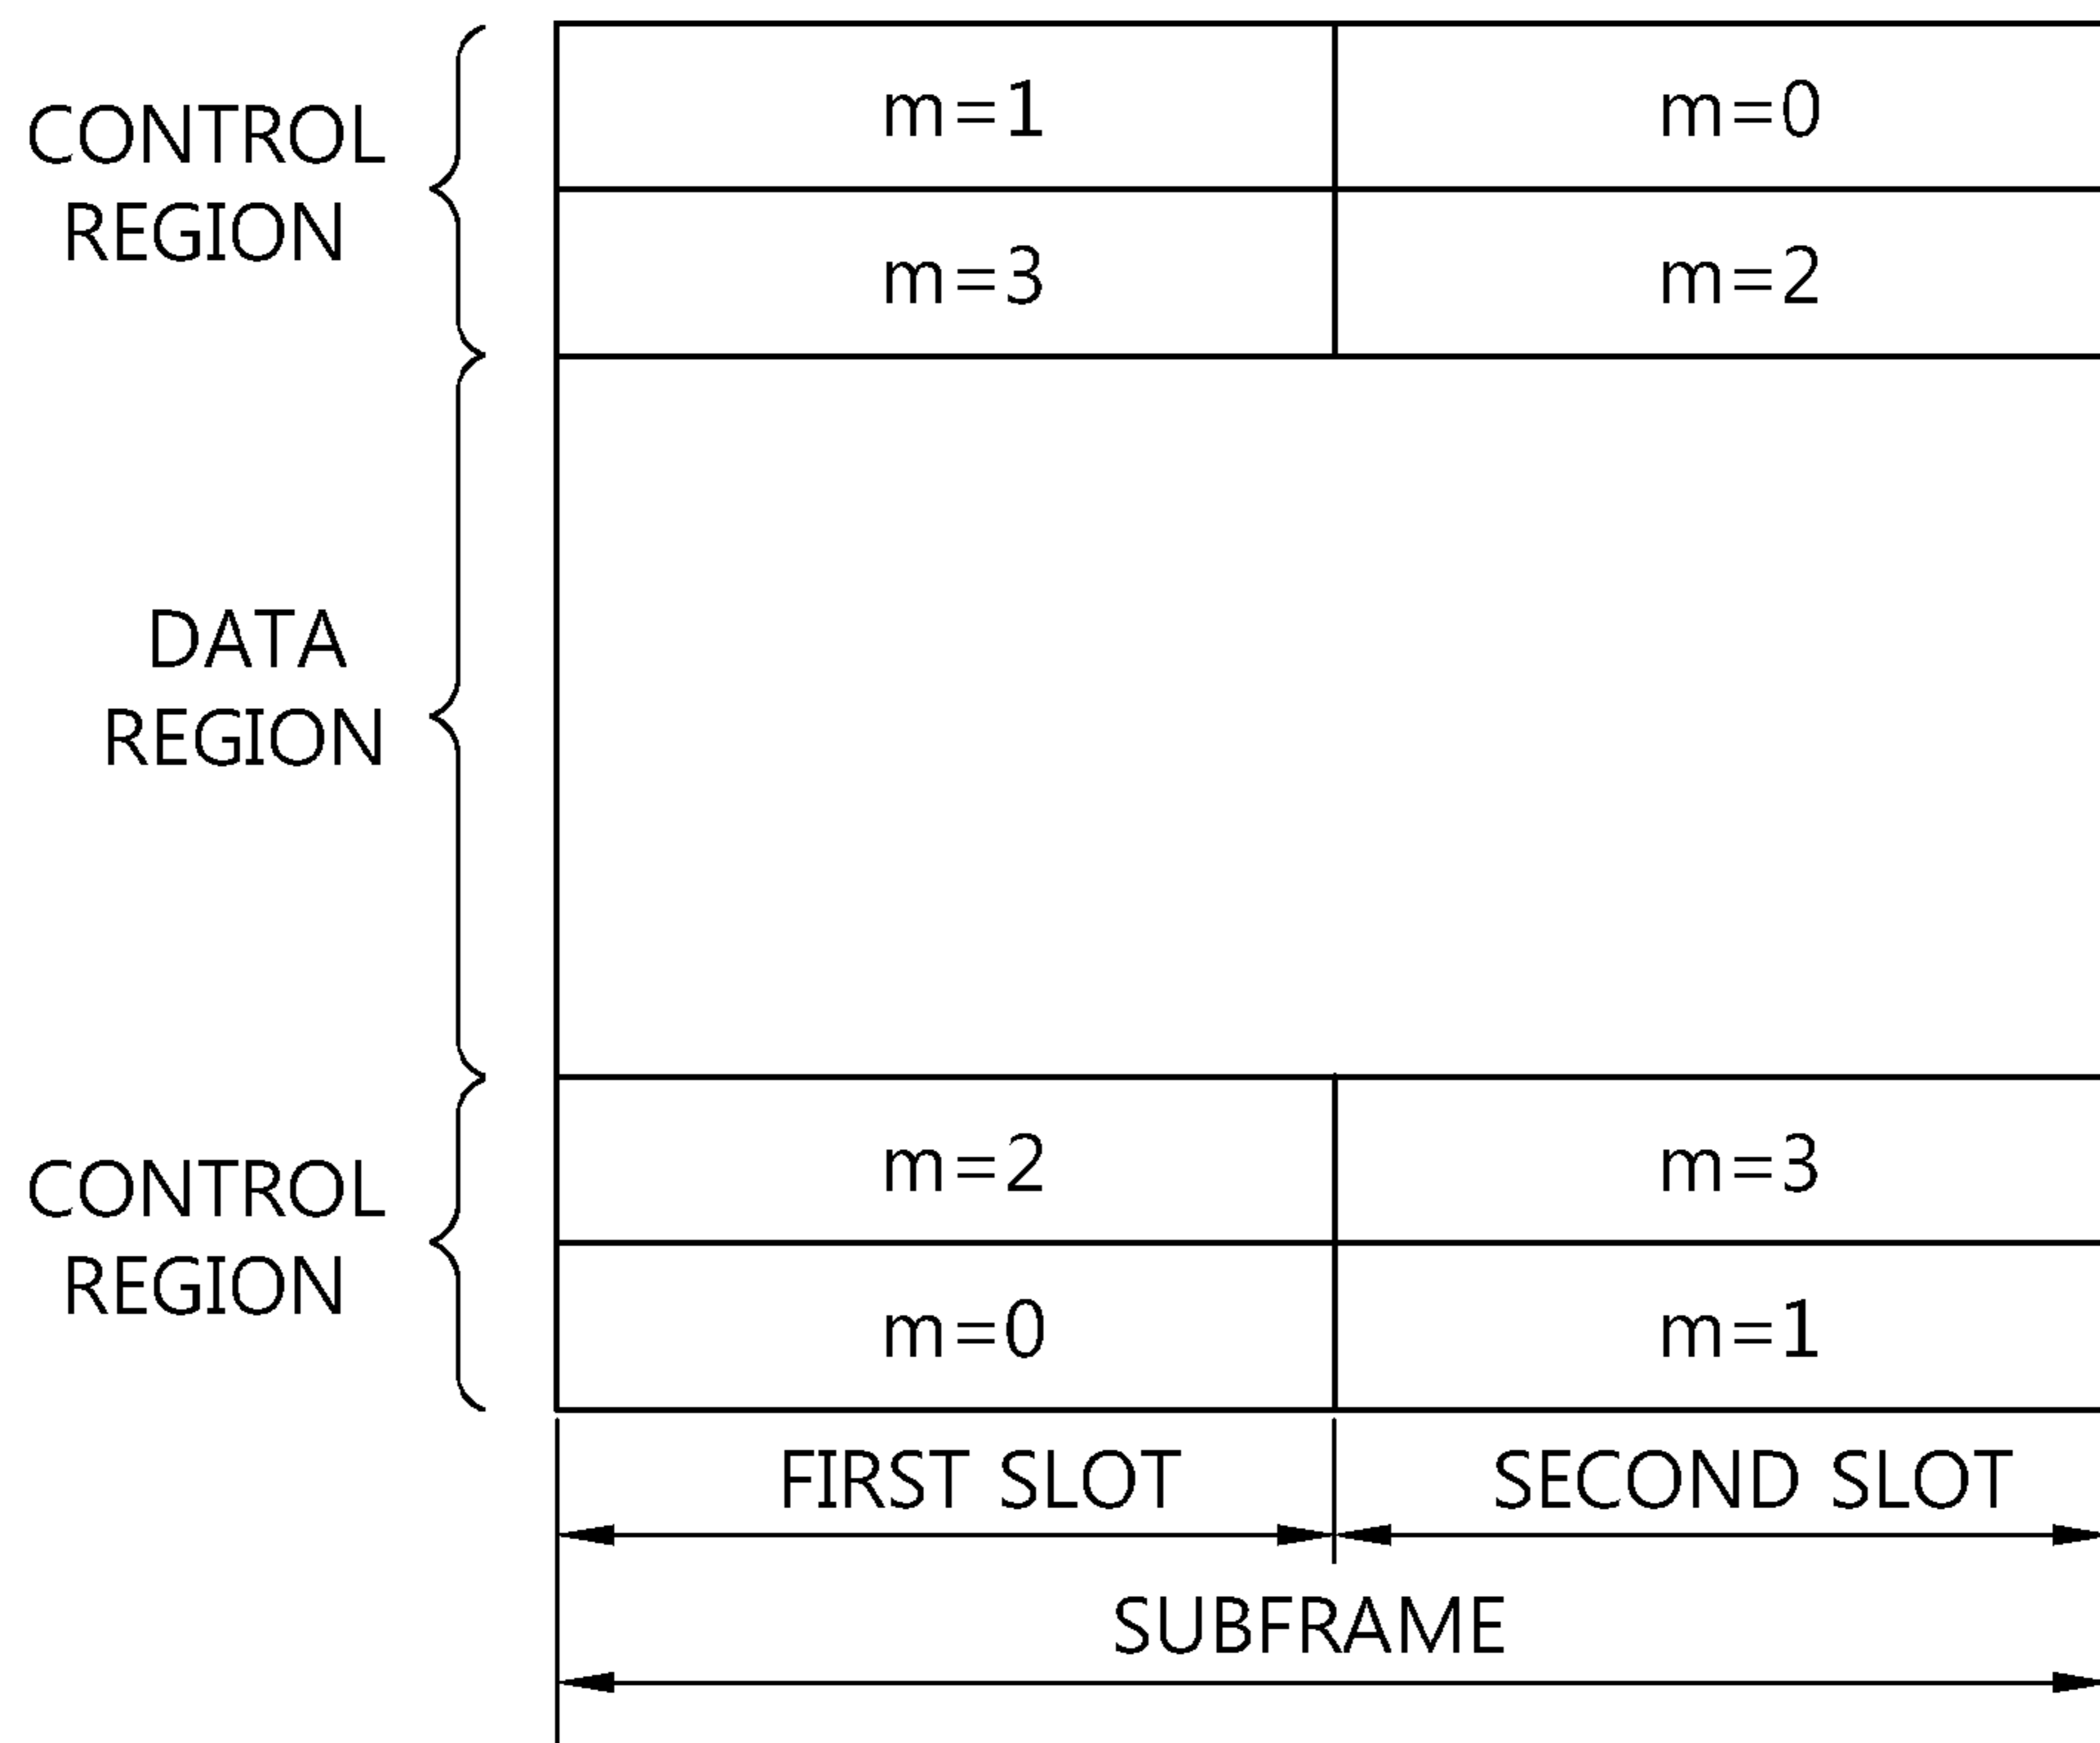 CONTROL
REGION
m=1
m=0
m=3
m=2
DATA
REGION
CONTROL
REGION
m=2
m=3
m=0
m=1
FIRST SLOT
SECOND SLOT
SUBFRAME